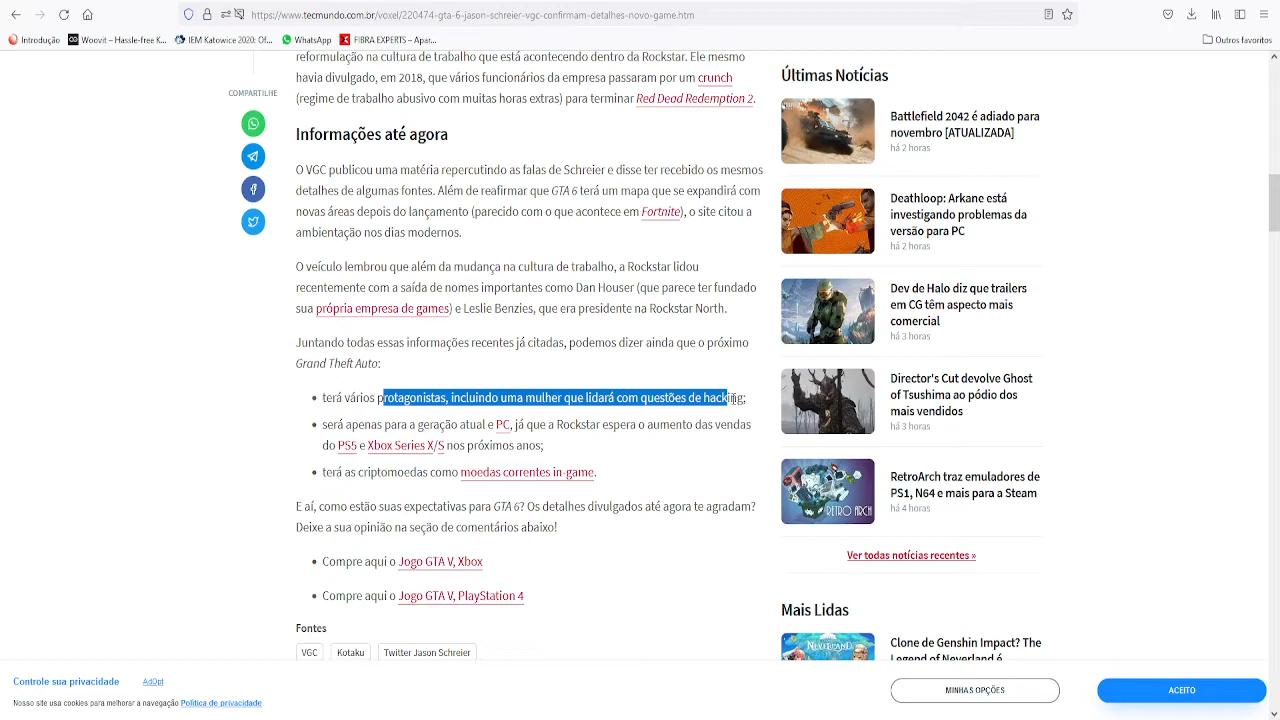 https://www.tecmundo.com.br/voxel/220474-gta-6-jason-schreier-vgc-confirmam-detalhes-novo-game.htm
Introdução
Woovit – Hassle-free K...
IEM Katowice 2020: Of...
WhatsApp
FIBRA EXPERTS – Apar...
Outros favoritos
reformulação na cultura de trabalho que está acontecendo dentro da Rockstar. Ele mesmo
havia divulgado, em 2018, que vários funcionários da empresa passaram por um crunch
(regime de trabalho abusivo com muitas horas extras) para terminar Red Dead Redemption 2.
COMPARTILHE
Informações até agora
O VGC publicou uma matéria repercutindo as falas de Schreier e disse ter recebido os mesmos
detalhes de algumas fontes. Além de reafirmar que GTA 6 terá um mapa que se expandirá com
novas áreas depois do lançamento (parecido com o que acontece em Fortnite), o site citou a
ambientação nos dias modernos.
O veículo lembrou que além da mudança na cultura de trabalho, a Rockstar lidou
recentemente com a saída de nomes importantes como Dan Houser (que parece ter fundado
sua própria empresa de games) e Leslie Benzies, que era presidente na Rockstar North.
Juntando todas essas informações recentes já citadas, podemos dizer ainda que o próximo
Grand Theft Auto:
• terá vários protagonistas, incluindo uma mulher que lidará com questões de hacking;
• será apenas para a geração atual e PC, já que a Rockstar espera o aumento das vendas
do PS5 e Xbox Series X/S nos próximos anos;
• terá as criptomoedas como moedas correntes in-game.
E aí, como estão suas expectativas para GTA 6? Os detalhes divulgados até agora te agradam?
Deixe a sua opinião na seção de comentários abaixo!
• Compre aqui o Jogo GTA V, Xbox
• Compre aqui o Jogo GTA V, PlayStation 4
Fontes
VGC
Kotaku
Twitter Jason Schreier
Últimas Notícias
Battlefield 2042 é adiado para
novembro [ATUALIZADA]
há 2 horas
Deathloop: Arkane está
investigando problemas da
versão para PC
há 2 horas
Dev de Halo diz que trailers
em CG têm aspecto mais
comercial
há 3 horas
Director's Cut devolve Ghost
of Tsushima ao pódio dos
mais vendidos
há 3 horas
RETRO ARCH
RetroArch traz emuladores de
PS1, N64 e mais para a Steam
há 4 horas
Ver todas notícias recentes »
Mais Lidas
NEVERLAND
Clone de Genshin Impact? The
Legend of Neverland é
Controle sua privacidade
AdOpt
Nosso site usa cookies para melhorar a navegação Política de privacidade
MINHAS OPÇÕES
ACEITO